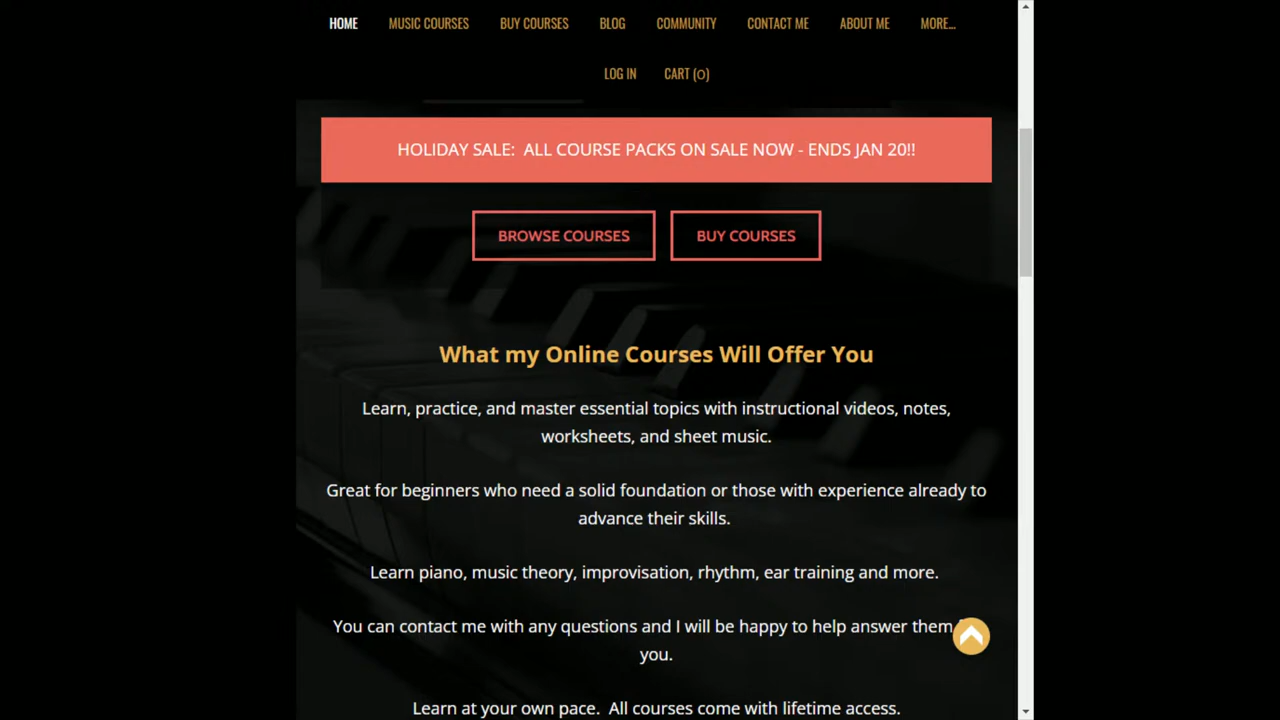 HOME MUSIC COURSES BUY COURSES BLOG COMMUNITY CONTACT ME ABOUT ME MORE...
LOG IN CART (0)
HOLIDAY SALE: ALL COURSE PACKS ON SALE NOW - ENDS JAN 20!!
BROWSE COURSES BUY COURSES
What my Online Courses Will Offer You
Learn, practice, and master essential topics with instructional videos, notes,
worksheets, and sheet music.
Great for beginners who need a solid foundation or those with experience already to
advance their skills.
Learn piano, music theory, improvisation, rhythm, ear training and more.
You can contact me with any questions and I will be happy to help answer them
you.
Learn at your own pace. All courses come with lifetime access.